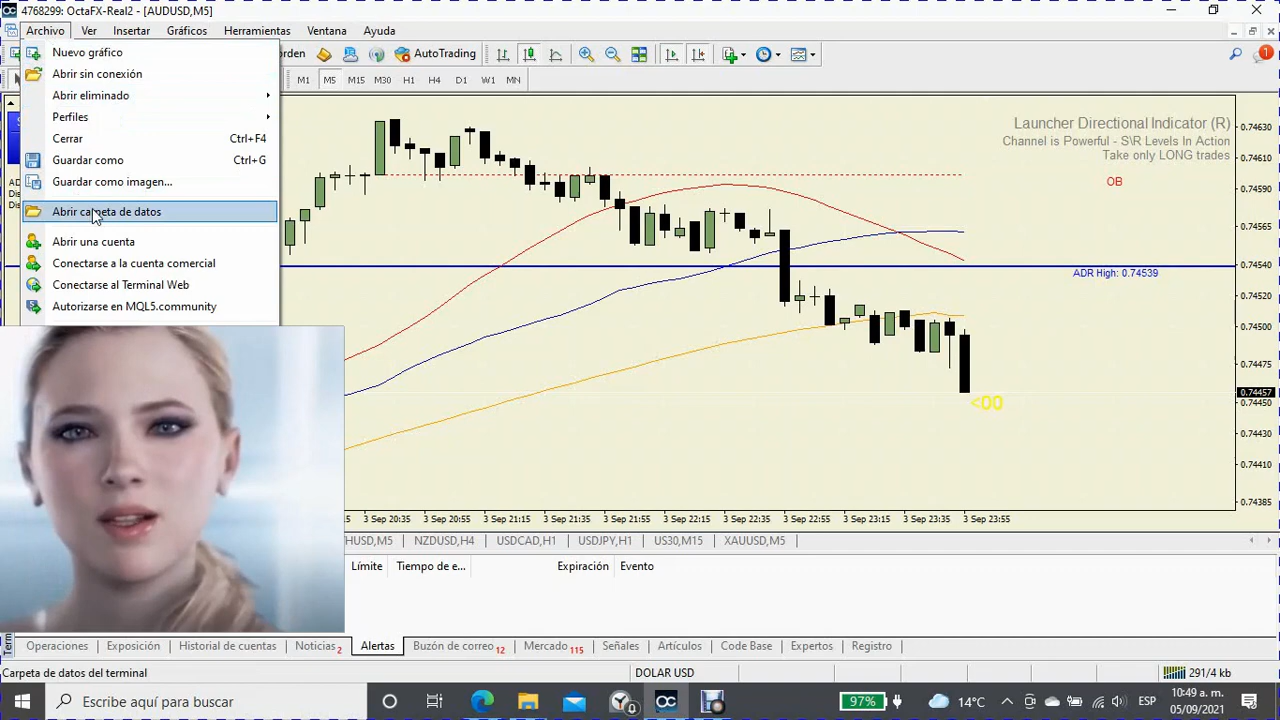 4768299: OctaFX-Real2 - [AUDUSD,M5]
Archivo Ver Insertar Gráficos Herramientas Ventana Ayuda
Nuevo gráfico
Abrir sin conexión
Abrir eliminado
Perfiles
Cerrar Ctrl+F4
Guardar como Ctrl+G
Guardar como imagen...
Abrir carpeta de datos
Abrir una cuenta
Conectarse a la cuenta comercial
Conectarse al Terminal Web
Autorizarse en MQL5.community
AutoTrading
1
M1 M5 M15 M30 H1 H4 D1 W1 MN
Launcher Directional Indicator (R)
Channel is Powerful - S\R Levels In Action
Take only LONG trades
OB
ADR High: 0.74539
<00
0.74630
0.74610
0.74590
0.74565
0.74540
0.74520
0.74500
0.74475
0.74457
0.74450
0.74430
0.74410
0.74385
3 Sep 20:35 3 Sep 20:55 3 Sep 21:15 3 Sep 21:35 3 Sep 21:55 3 Sep 22:15 3 Sep 22:35 3 Sep 22:55 3 Sep 23:15 3 Sep 23:35 3 Sep 23:55
NZDUSD,H4 USDCAD,H1 USDJPY,H1 US30,M15 XAUUSD,M5
Límite Tiempo de e... Expiración Evento
Operaciones Exposición Historial de cuentas Noticias 2 Alertas Buzón de correo 12 Mercado 115 Señales Artículos Code Base Expertos Registro
Carpeta de datos del terminal DOLAR USD 291/4 kb
Escribe aquí para buscar 97% 14°C ESP 10:49 a. m.
05/09/2021